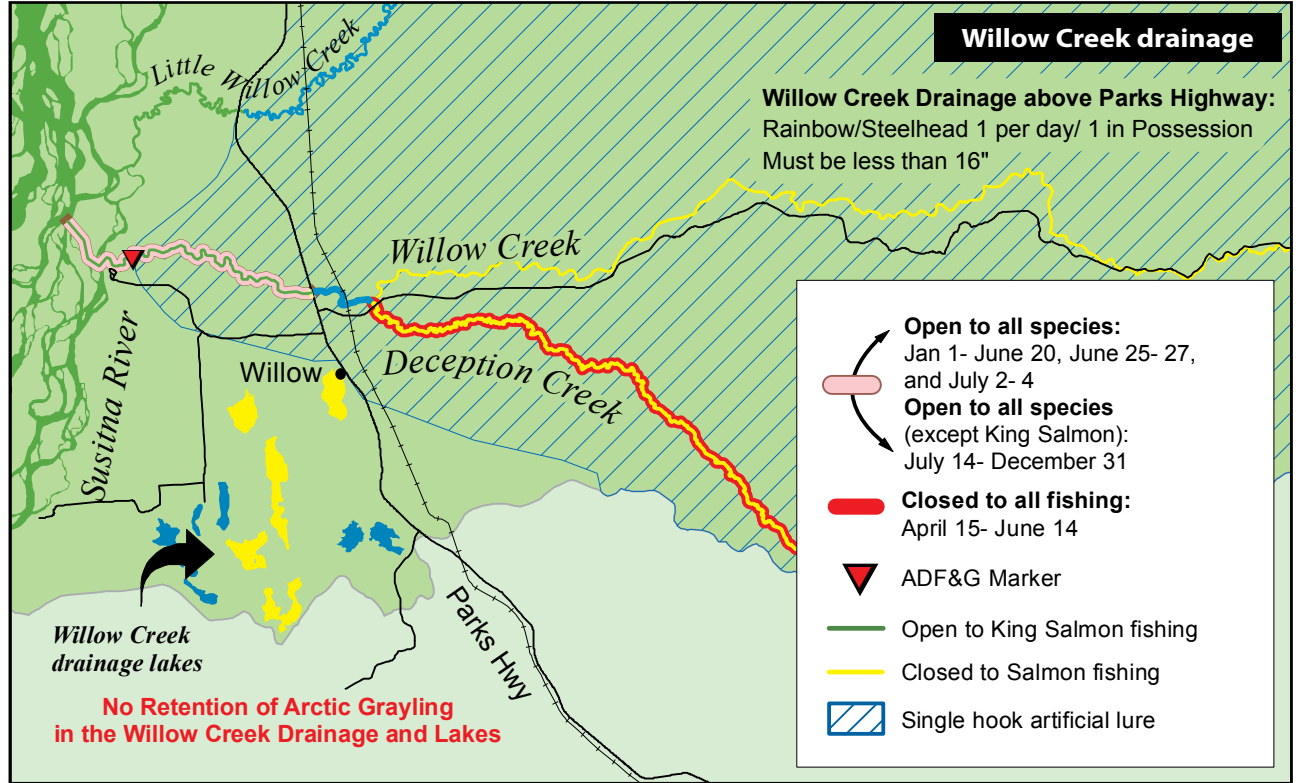 Willow Creek drainage
Little Willow Creek
Willow Creek Drainage above Parks Highway:
Rainbow/Steelhead 1 per day/ 1 in Possession
Must be less than 16"
Willow Creek
Deception Creek
Willow
Susitna River
Parks Hwy
Willow Creek
drainage lakes
No Retention of Arctic Grayling
in the Willow Creek Drainage and Lakes
Open to all species:
Jan 1- June 20, June 25- 27,
and July 2- 4
Open to all species
(except King Salmon):
July 14- December 31
Closed to all fishing:
April 15- June 14
ADF&G Marker
Open to King Salmon fishing
Closed to Salmon fishing
Single hook artificial lure